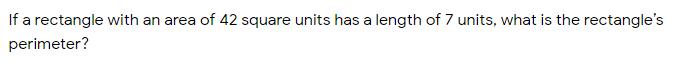 If a rectangle with an area of 42 square units has a length of 7 units, what is the rectangle's
perimeter?